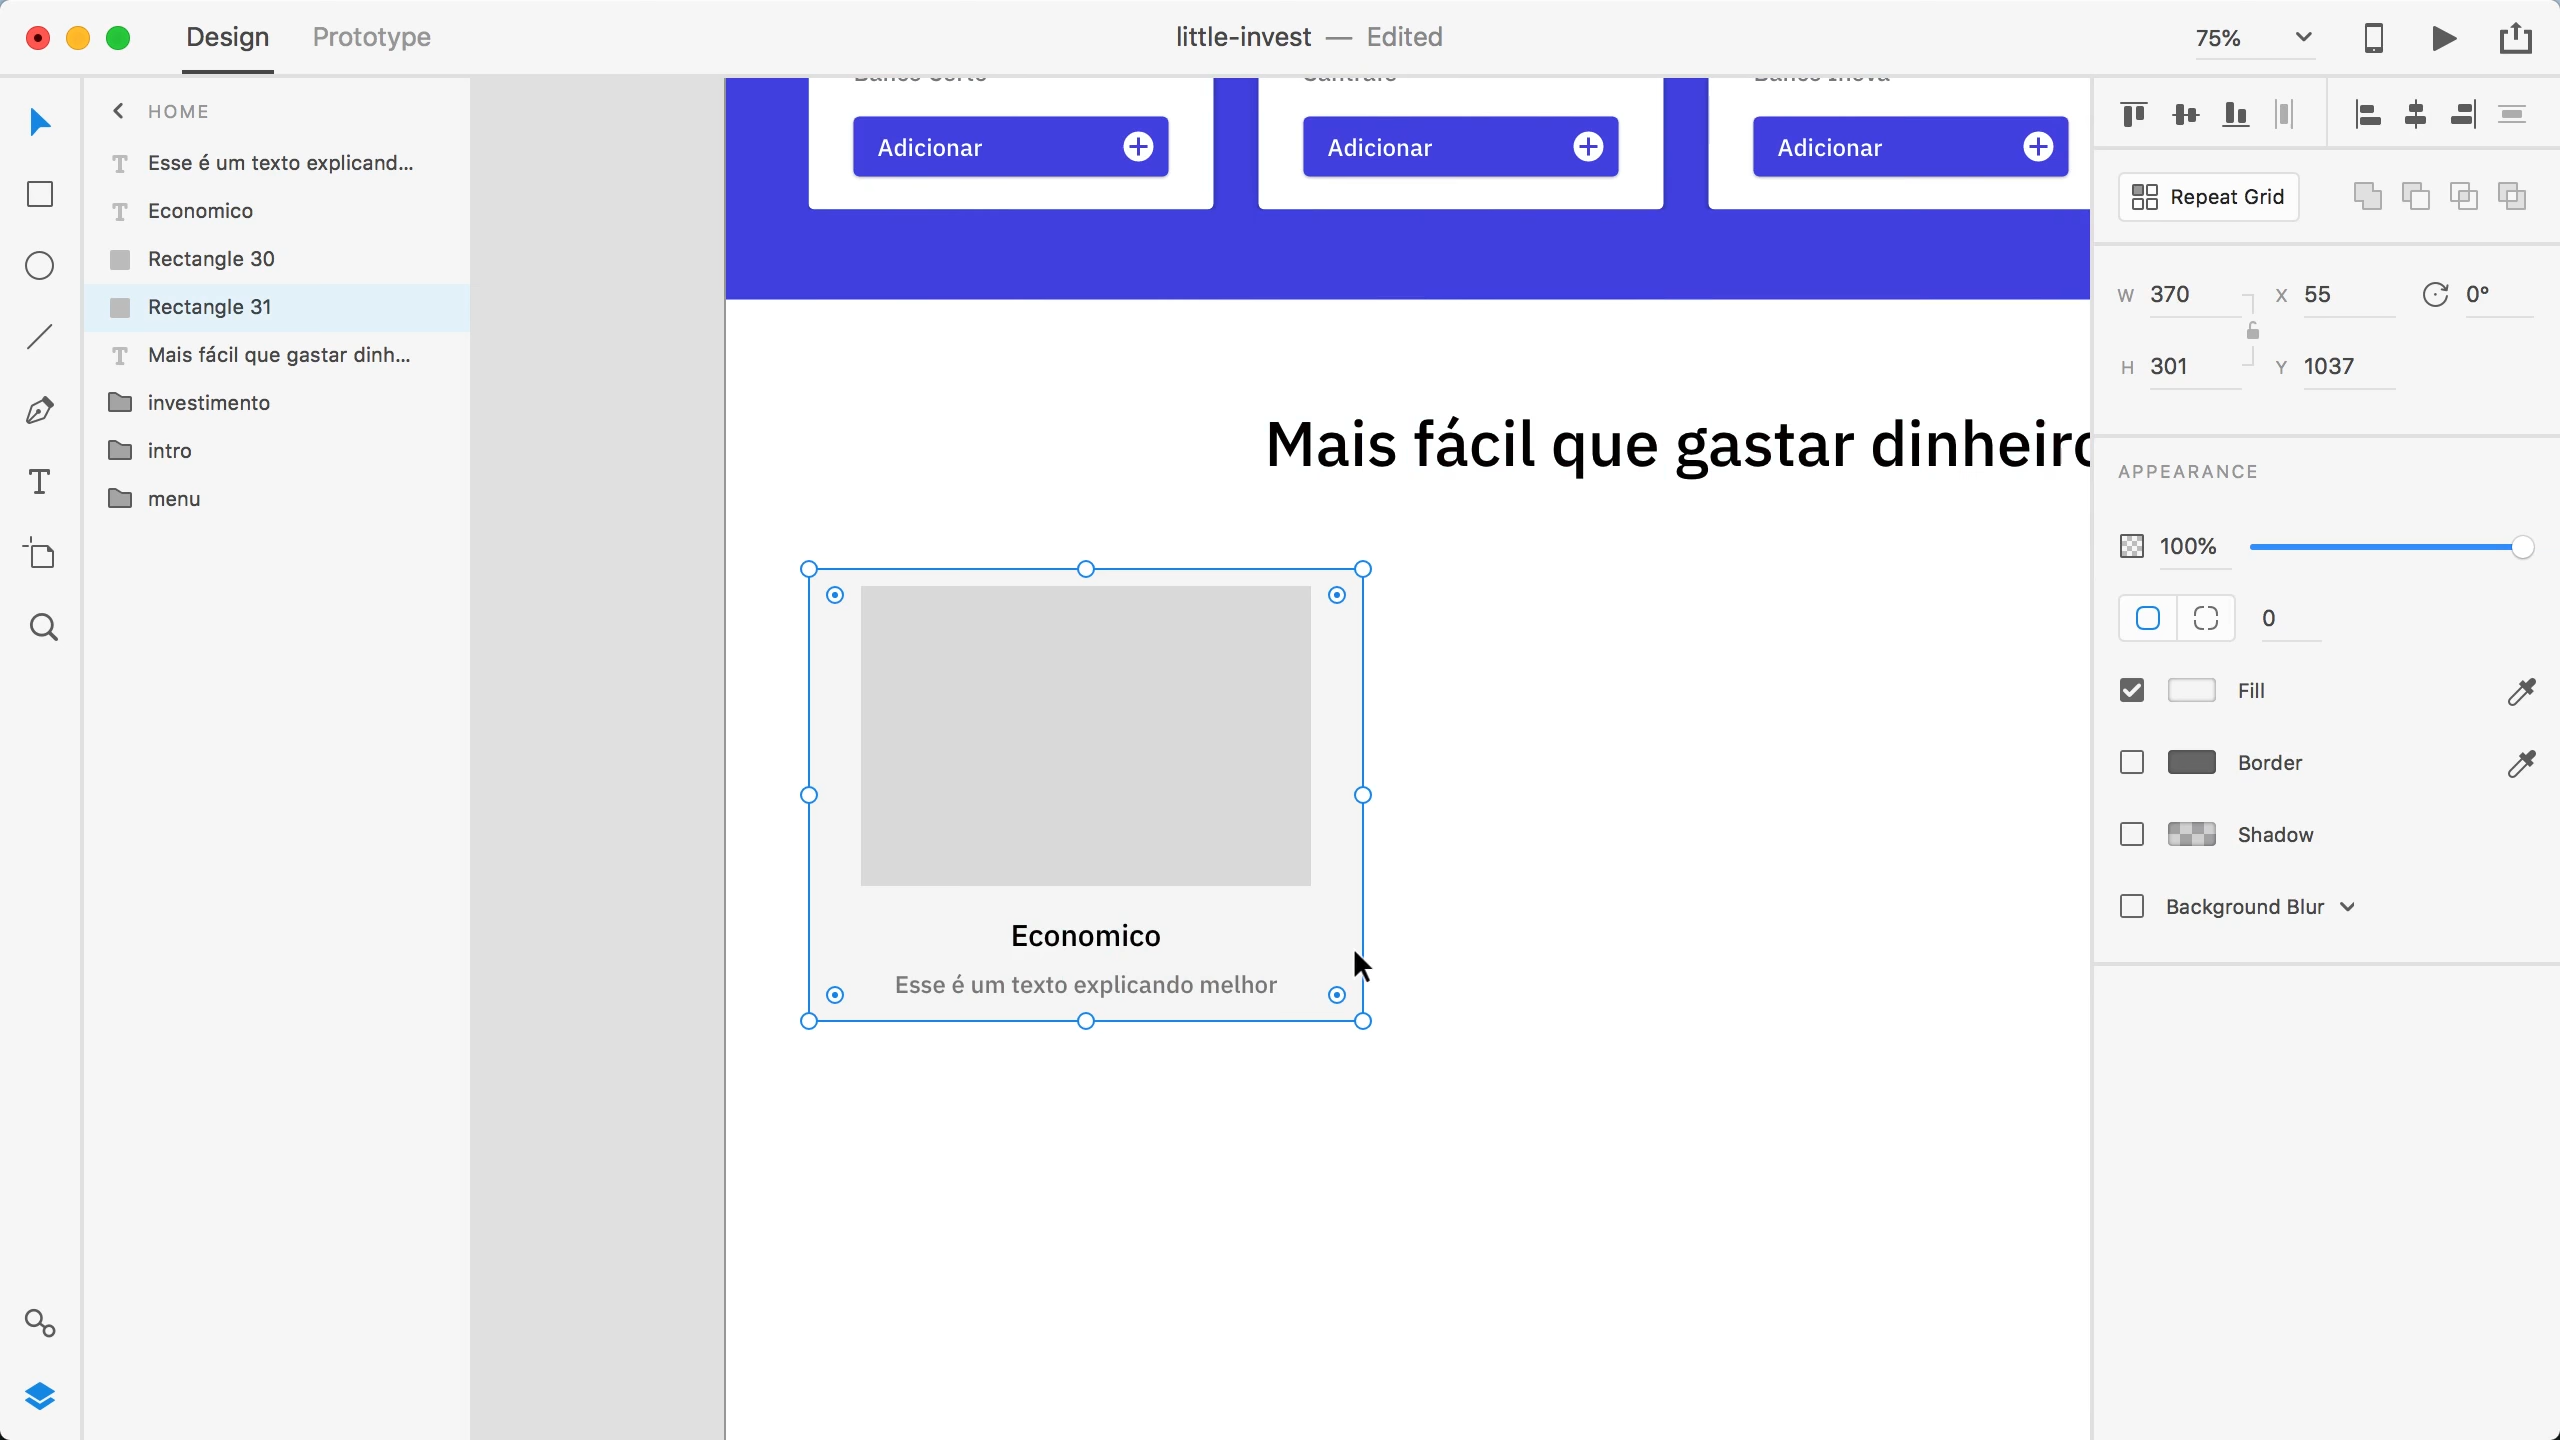 Design
Prototype
little-invest — Edited
75%
HOME
Esse é um texto explicand...
Economico
Rectangle 30
Rectangle 31
Mais fácil que gastar dinh...
investimento
intro
menu
Adicionar
Adicionar
Adicionar
Mais fácil que gastar dinheiro
Economico
Esse é um texto explicando melhor
Repeat Grid
W 370
X 55
0°
H 301
Y 1037
APPEARANCE
100%
0
Fill
Border
Shadow
Background Blur